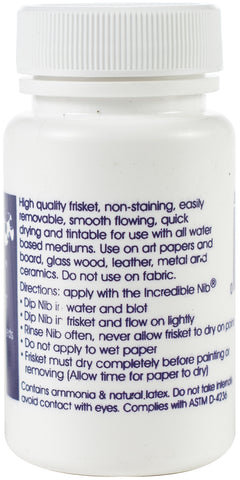 High quality frisket, non-staining, easily
removable, smooth flowing, quick
drying and tintable for use with all water
based mediums. Use on art papers and
board, glass wood, leather, metal and
ceramics. Do not use on fabric.
Directions: apply with the Incredible Nib®
• Dip Nib in water and blot
• Dip Nib in frisket and flow on lightly
• Rinse Nib often, never allow frisket to dry on point
• Do not apply to wet paper
• Frisket must dry completely before painting or
removing (Allow time for paper to dry)
Contains ammonia & natural,latex. Do not take
avoid contact with eyes. Complies with ASTM D-4236